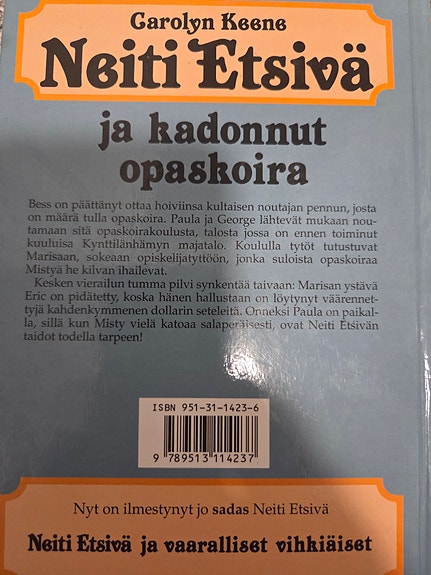 Carolyn Keene
Neiti Etsivä
ja kadonnut
opaskoira
Bess on päättänyt ottaa hoiviinsa kultaisen noutajan pennun, josta
on määrä tulla opaskoira. Paula ja George lähtevät mukaan nou-
tamaan sitä opaskoirakoulusta, talosta jossa on ennen toiminut
kuuluisa Kynttilänhämyn majatalo. Koululla tytöt tutustuvat
Marisaan, sokeaan opiskelijatyttöön, jonka suloista opaskoiraa
Mistyä he kilvan ihailevat.
Kesken vierailun tumma pilvi synkentää taivaan: Marisan ystävä
Eric on pidätetty, koska hänen hallustaan on löytynyt väärennet-
tyjä kahdenkymmenen dollarin seteleitä. Onneksi Paula on paikal-
la, sillä kun Misty vielä katoaa salaperäisesti, ovat Neiti Etsivän
taidot todella tarpeen!
ISBN 951-31-1423-6
9 789513 114237
Nyt on ilmestynyt jo sadas Neiti Etsivä
Neiti Etsivä ja vaaralliset vihkiäiset